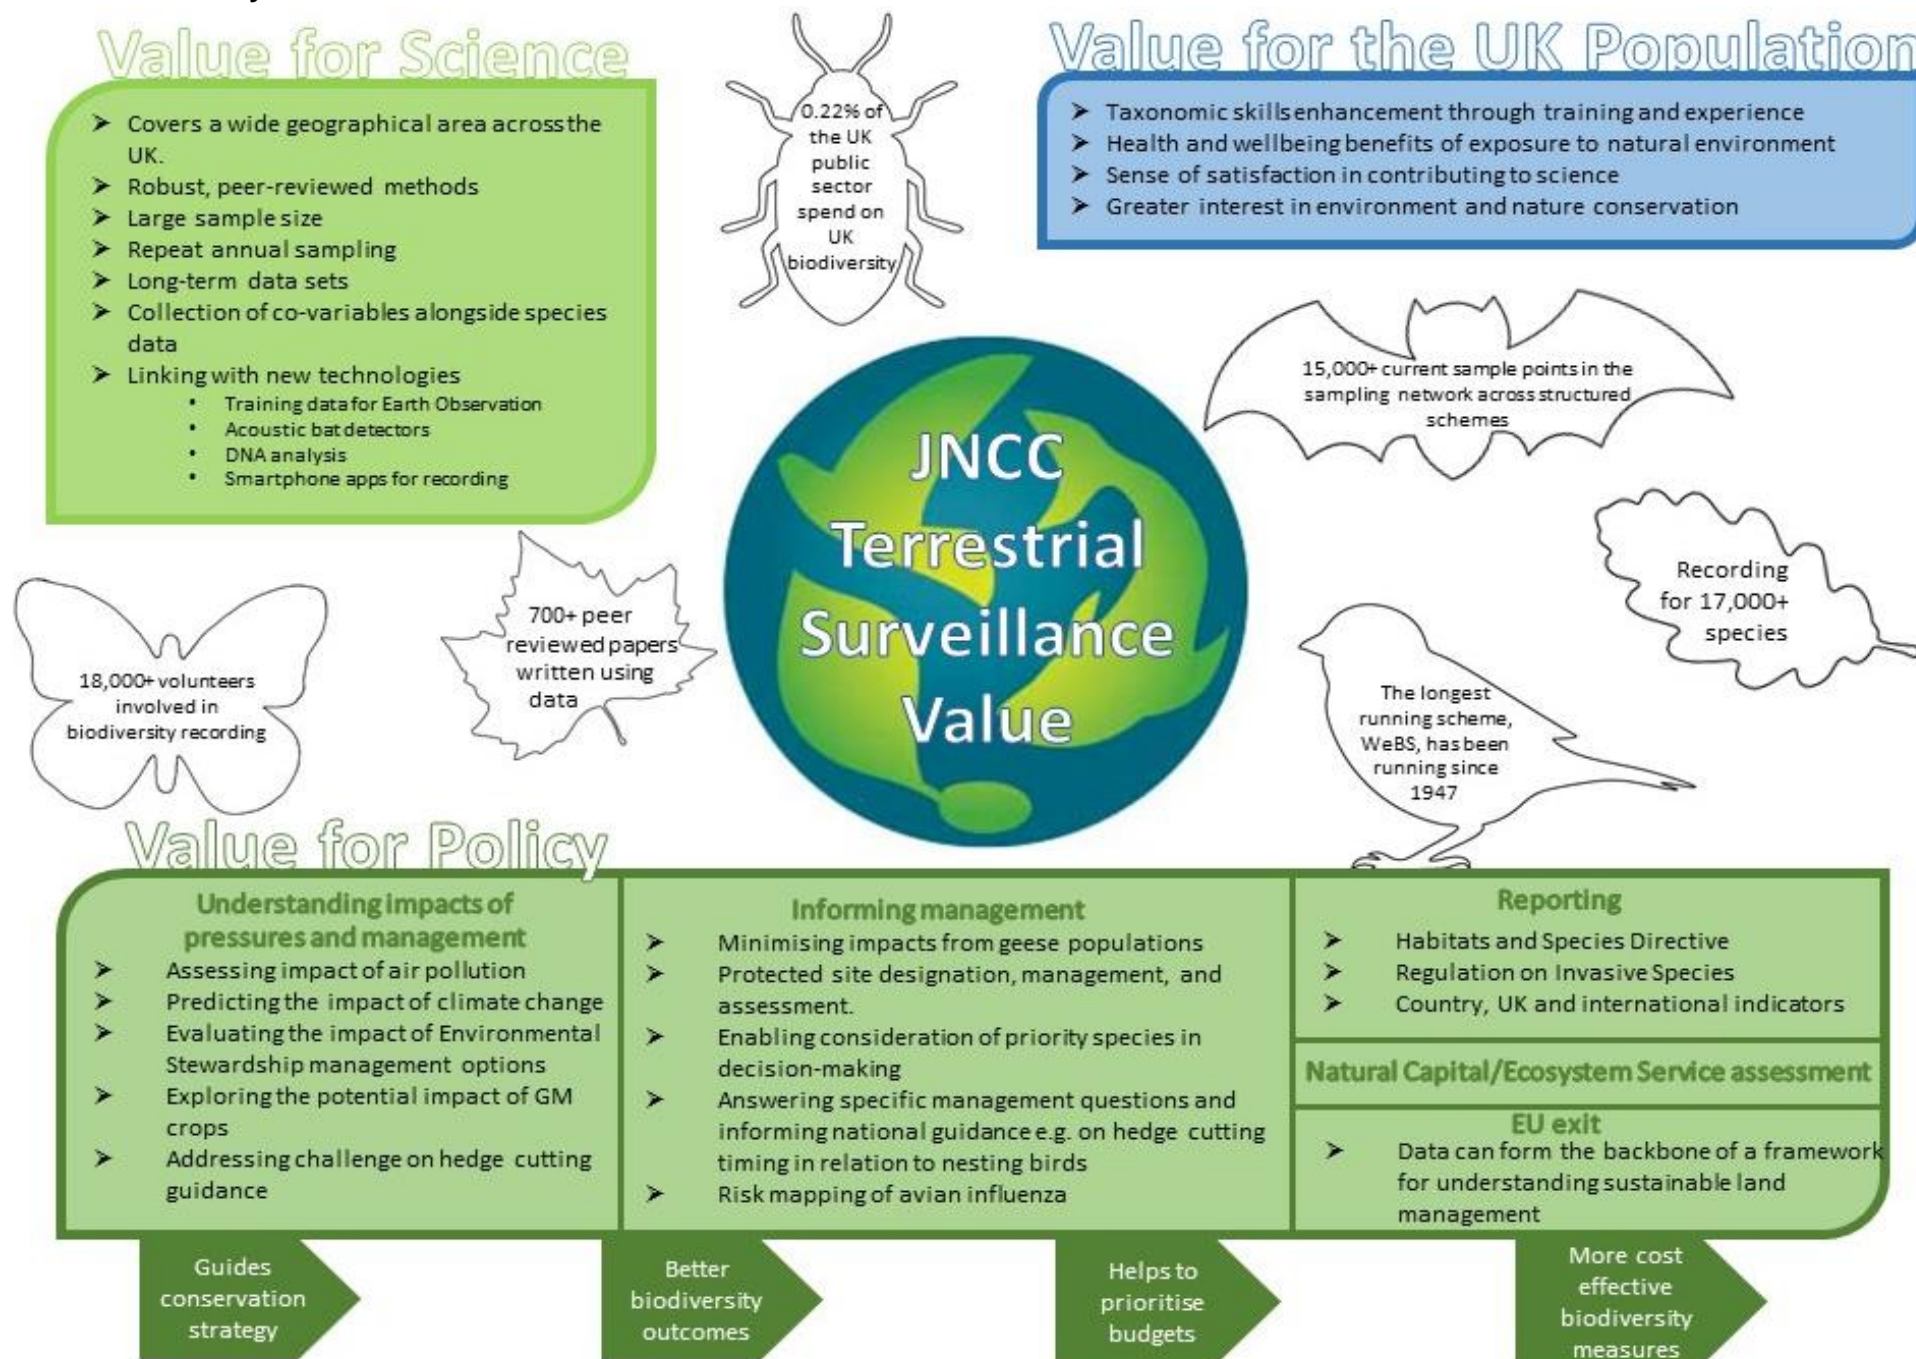 Value for Science
➤ Covers a wide geographical area across the
UK.
➤ Robust, peer-reviewed methods
➤ Large sample size
➤ Repeat annual sampling
➤ Long-term data sets
➤ Collection of co-variables alongside species
data
➤ Linking with new technologies
• Training data for Earth Observation
• Acoustic bat detectors
• DNA analysis
• Smartphone apps for recording
0.22% of
the UK
public
sector
spend on
UK
biodiversity
Value for the UK Population
➤ Taxonomic skills enhancement through training and experience
➤ Health and wellbeing benefits of exposure to natural environment
➤ Sense of satisfaction in contributing to science
➤ Greater interest in environment and nature conservation
15,000+ current sample points in the
sampling network across structured
schemes
JNCC
Terrestrial
Surveillance
Value
Recording
for 17,000+
species
18,000+ volunteers
involved in
biodiversity recording
700+ peer
reviewed papers
written using
data
The longest
running scheme,
WeBS, has been
running since
1947
Value for Policy
Understanding impacts of
pressures and management
➤ Assessing impact of air pollution
➤ Predicting the impact of climate change
➤ Evaluating the impact of Environmental
Stewardship management options
➤ Exploring the potential impact of GM
crops
➤ Addressing challenge on hedge cutting
guidance
Informing management
➤ Minimising impacts from geese populations
➤ Protected site designation, management, and
assessment.
➤ Enabling consideration of priority species in
decision-making
➤ Answering specific management questions and
informing national guidance e.g. on hedge cutting
timing in relation to nesting birds
➤ Risk mapping of avian influenza
Reporting
➤ Habitats and Species Directive
➤ Regulation on Invasive Species
➤ Country, UK and international indicators
Natural Capital/Ecosystem Service assessment
EU exit
➤ Data can form the backbone of a framework
for understanding sustainable land
management
Guides
conservation
strategy
Better
biodiversity
outcomes
Helps to
prioritise
budgets
More cost
effective
biodiversity
measures